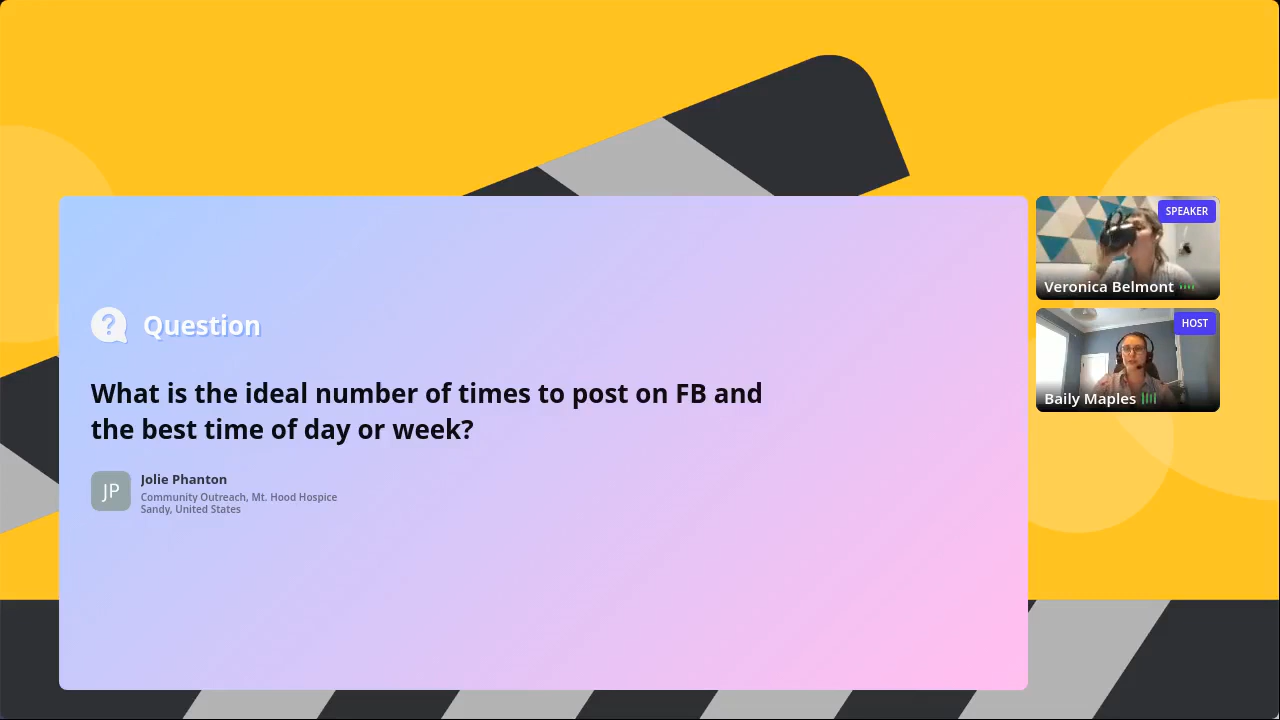 Question
What is the ideal number of times to post on FB and
the best time of day or week?
JP
Jolie Phanton
Community Outreach, Mt. Hood Hospice
Sandy, United States
SPEAKER
Veronica Belmont
HOST
Baily Maples